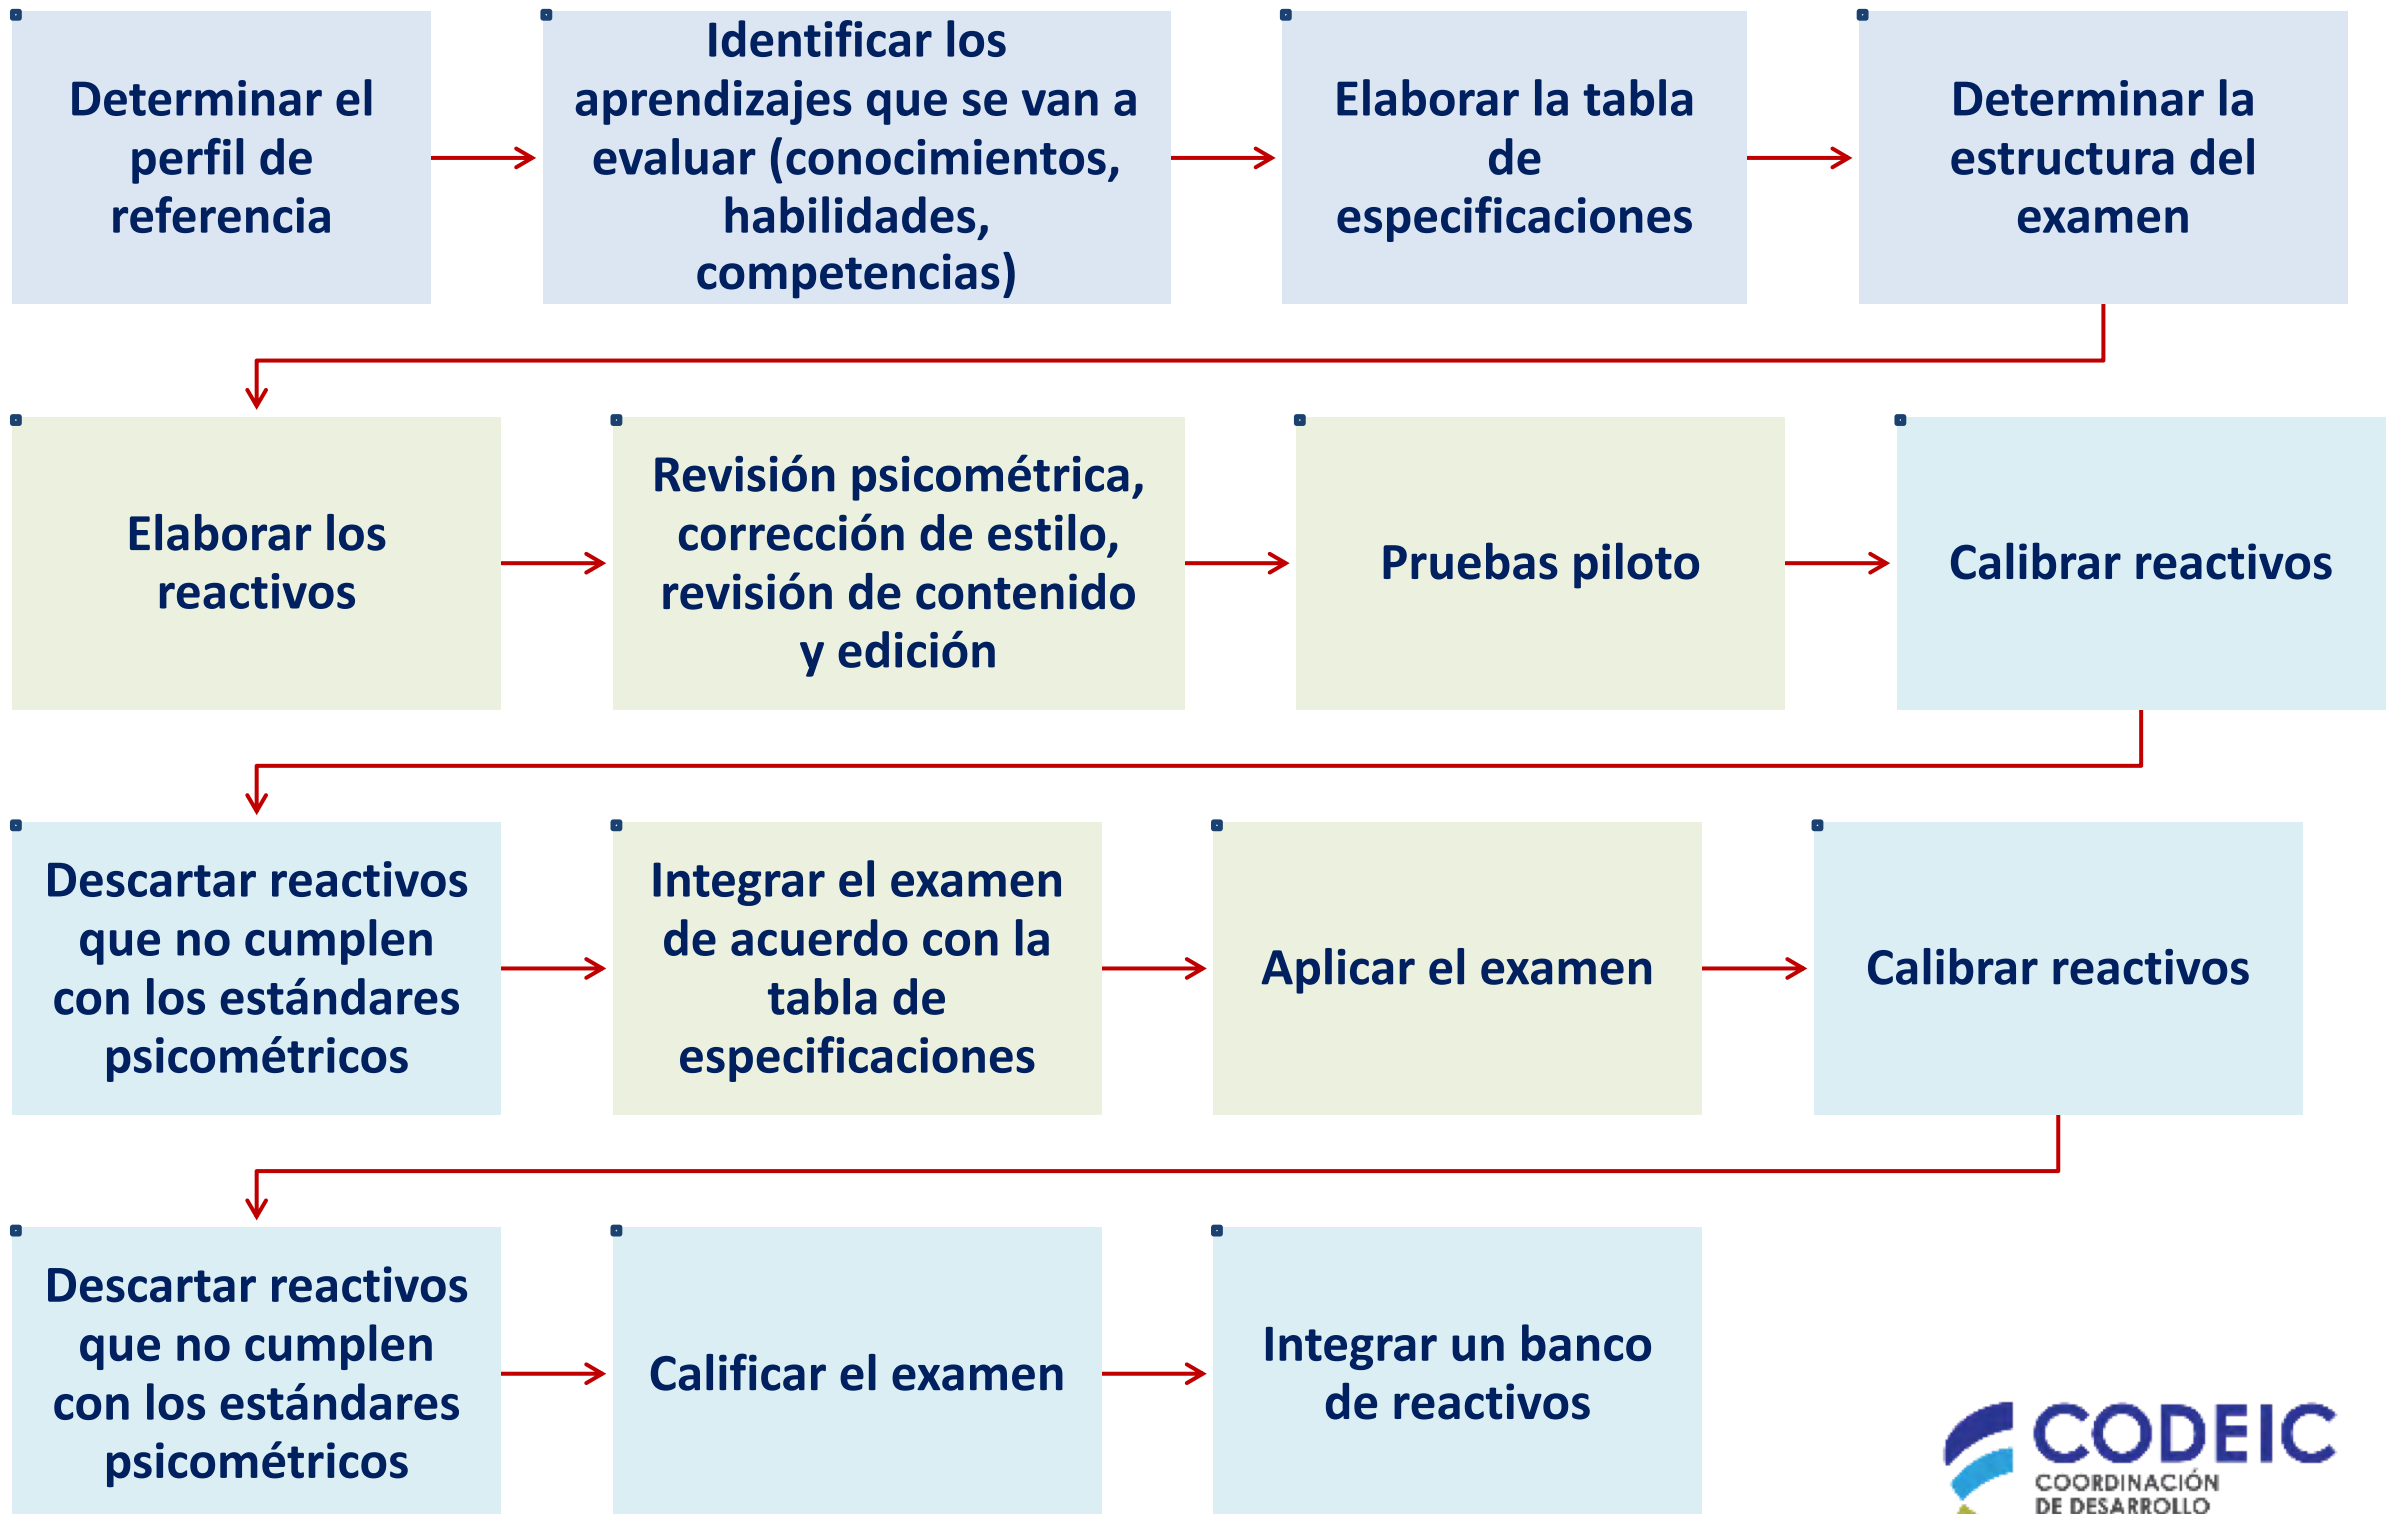 Determinar el
perfil de
referencia
Identificar los
aprendizajes que se van a
evaluar (conocimientos,
habilidades,
competencias)
Elaborar la tabla
de
especificaciones
Determinar la
estructura del
examen
Elaborar los
reactivos
Revisión psicométrica,
corrección de estilo,
revisión de contenido
y edición
Pruebas piloto
Calibrar reactivos
Descartar reactivos
que no cumplen
con los estándares
psicométricos
Integrar el examen
de acuerdo con la
tabla de
especificaciones
Aplicar el examen
Calibrar reactivos
Descartar reactivos
que no cumplen
con los estándares
psicométricos
Calificar el examen
Integrar un banco
de reactivos
CODEIC
COORDINACIÓN
DE DESARROLLO